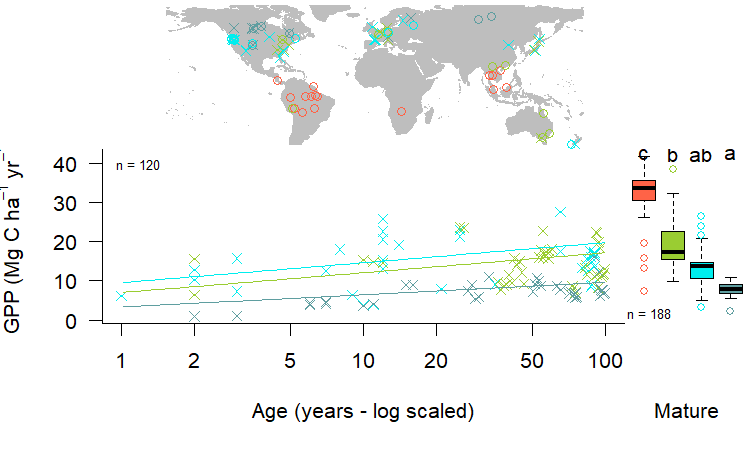 GPP (Mg C ha⁻¹ yr⁻
40
30
20
10
0
n = 120
c b ab a
n = 188
1 2 5 10 20 50 100
Age (years - log scaled)
Mature